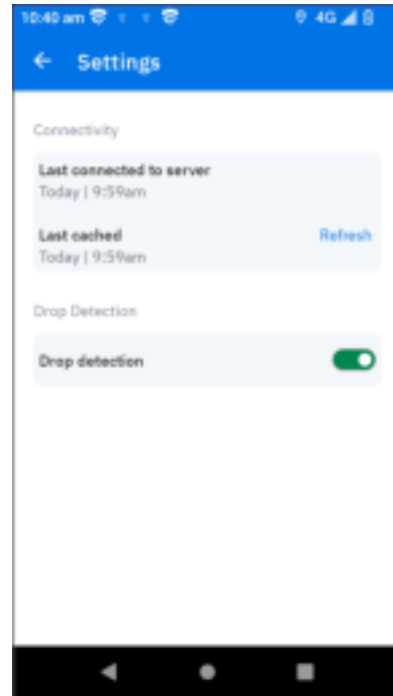 10:40 am 4G
Settings
Connectivity
Last connected to server
Today | 9:59am
Last cached Refresh
Today | 9:59am
Drop Detection
Drop detection